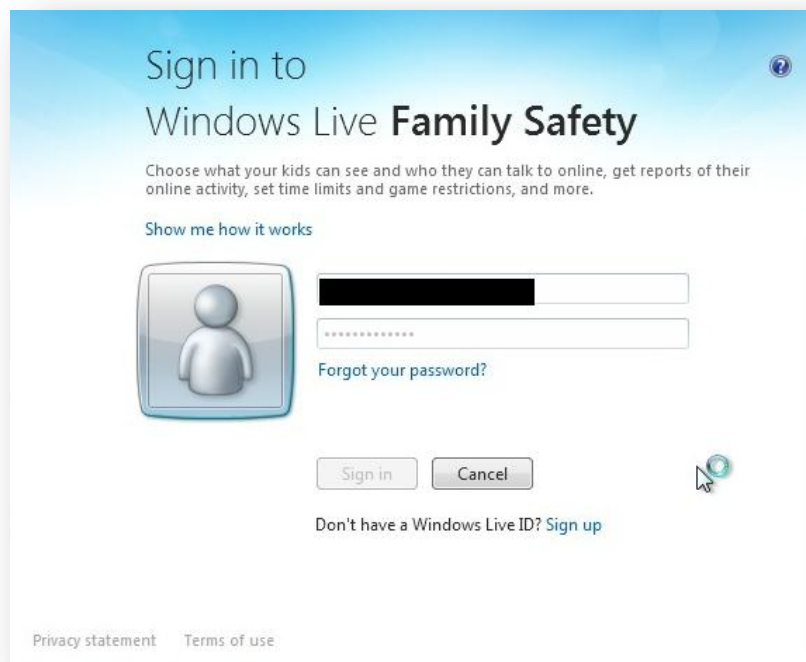 Sign in to
Windows Live Family Safety
Choose what your kids can see and who they can talk to online, get reports of their
online activity, set time limits and game restrictions, and more.
Show me how it works
Forgot your password?
Sign in
Cancel
Don't have a Windows Live ID? Sign up
Privacy statement
Terms of use